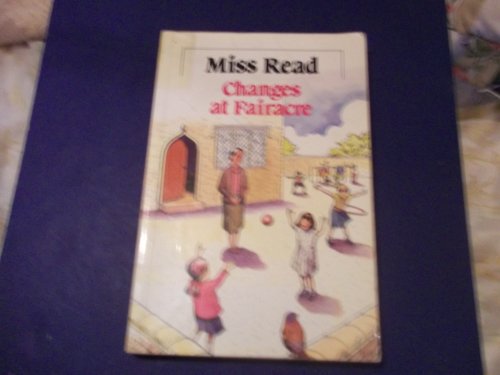 Miss Read
Changes
at Fairacre